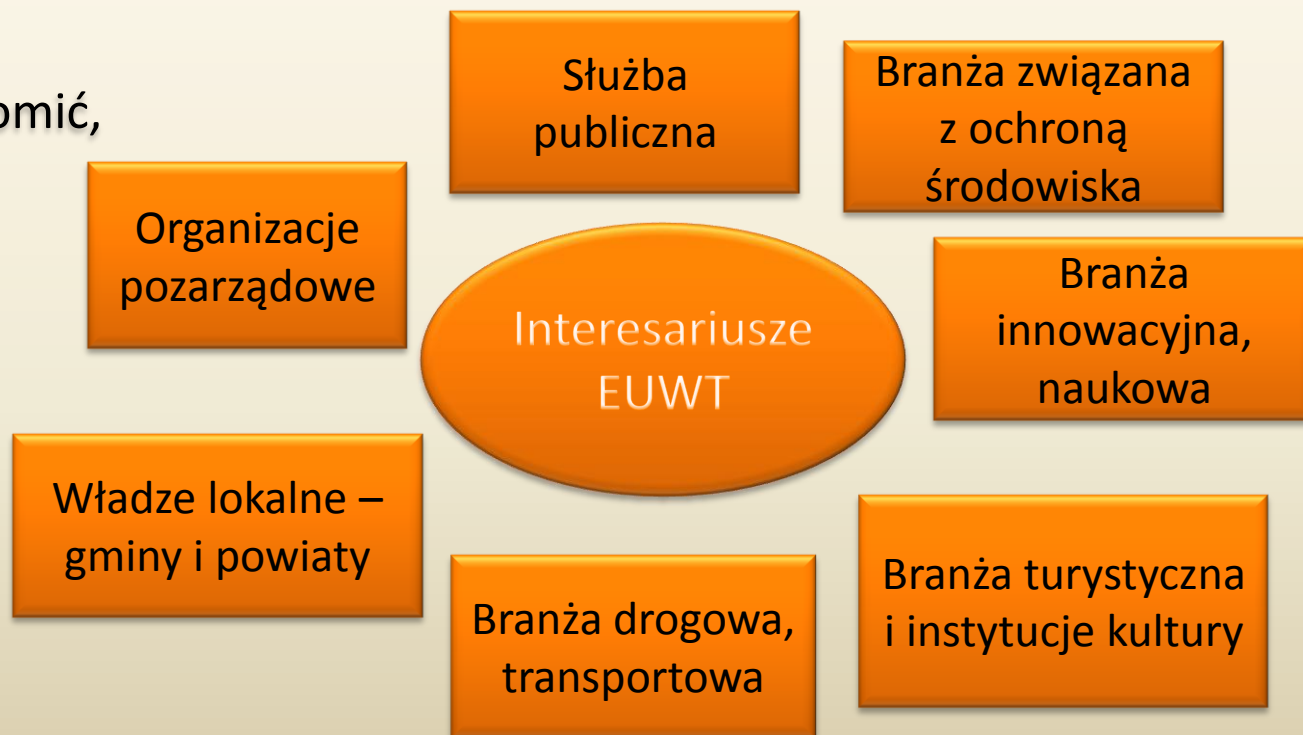 Służba
publiczna
Branża związana
z ochroną
środowiska
Organizacje
pozarządowe
Interesariusze
EUWT
Branża
innowacyjna,
naukowa
Władze lokalne –
gminy i powiaty
Branża drogowa,
transportowa
Branża turystyczna
i instytucje kultury